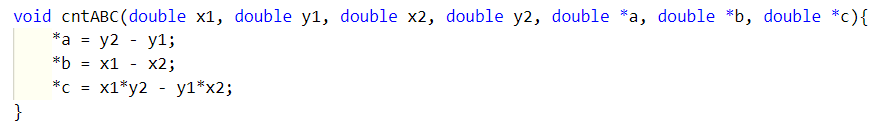 void cntABC(double x1, double y1, double x2, double y2, double *a, double *b, double *c){
    *a = y2 - y1;
    *b = x1 - x2;
    *c = x1*y2 - y1*x2;
}